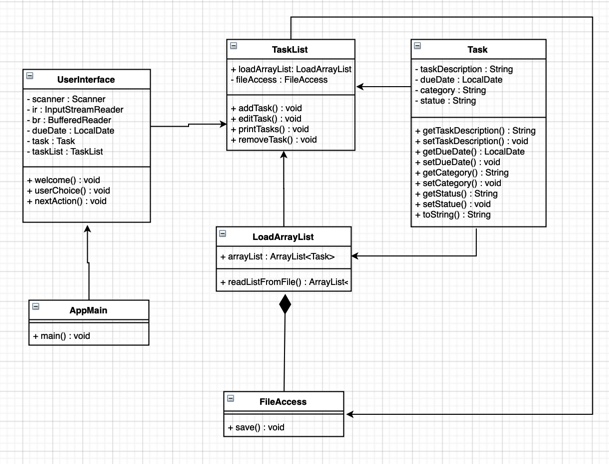 TaskList
+ loadArrayList: LoadArrayList
- fileAccess : FileAccess
+ addTask() : void
+ editTask() : void
+ printTasks() : void
+ removeTask() : void
Task
- taskDescription : String
- dueDate : LocalDate
- category : String
- statue : String
+ getTaskDescription() : String
+ setTaskDescription() : void
+ getDueDate() : LocalDate
+ setDueDate() : void
+ getCategory() : String
+ setCategory() : void
+ getStatus() : String
+ setStatue() : void
+ toString() : String
UserInterface
- scanner : Scanner
- ir : InputStreamReader
- br : BufferedReader
- dueDate : LocalDate
- task : Task
- taskList : TaskList
+ welcome() : void
+ userChoice() : void
+ nextAction() : void
LoadArrayList
+ arrayList : ArrayList<Task>
+ readListFromFile() : ArrayList<
AppMain
+ main() : void
FileAccess
+ save() : void